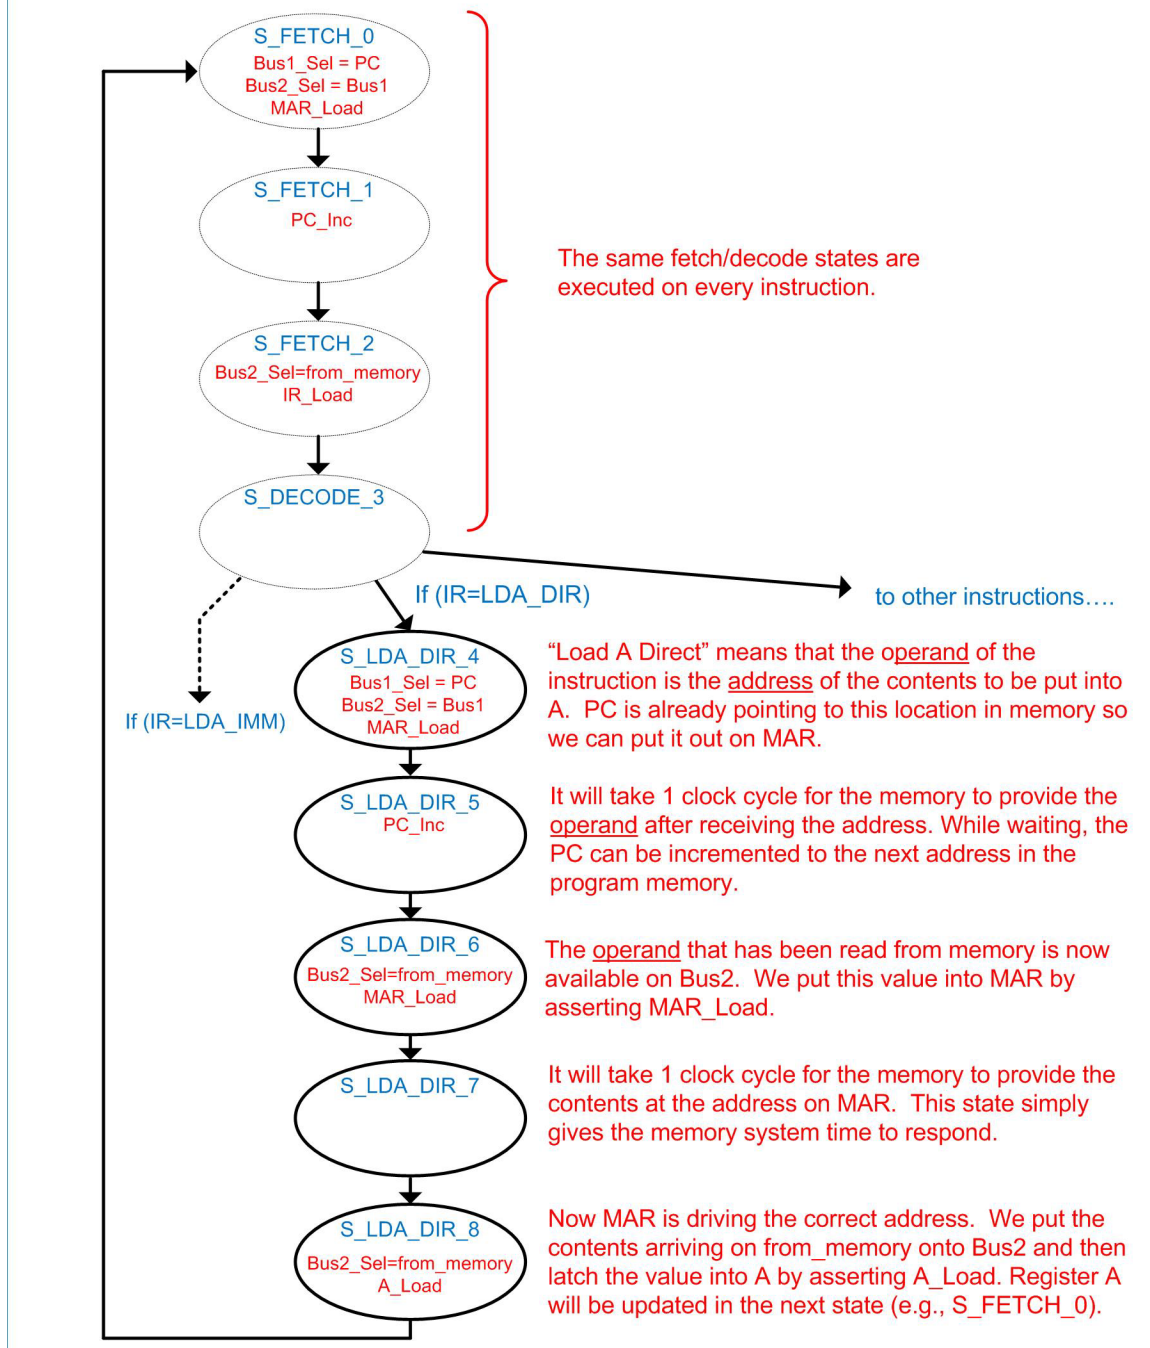 S_FETCH_0
Bus1_Sel = PC
Bus2_Sel = Bus1
MAR_Load
S_FETCH_1
PC_Inc
The same fetch/decode states are
executed on every instruction.
S_FETCH_2
Bus2_Sel=from_memory
IR_Load
S_DECODE_3
If (IR=LDA_DIR)
to other instructions….
If (IR=LDA_IMM)
S_LDA_DIR_4
Bus1_Sel = PC
Bus2_Sel = Bus1
MAR_Load
“Load A Direct” means that the operand of the
instruction is the address of the contents to be put into
A.  PC is already pointing to this location in memory so
we can put it out on MAR.
S_LDA_DIR_5
PC_Inc
It will take 1 clock cycle for the memory to provide the
operand after receiving the address. While waiting, the
PC can be incremented to the next address in the
program memory.
S_LDA_DIR_6
Bus2_Sel=from_memory
MAR_Load
The operand that has been read from memory is now
available on Bus2.  We put this value into MAR by
asserting MAR_Load.
S_LDA_DIR_7
It will take 1 clock cycle for the memory to provide the
contents at the address on MAR.  This state simply
gives the memory system time to respond.
S_LDA_DIR_8
Bus2_Sel=from_memory
A_Load
Now MAR is driving the correct address.  We put the
contents arriving on from_memory onto Bus2 and then
latch the value into A by asserting A_Load. Register A
will be updated in the next state (e.g., S_FETCH_0).